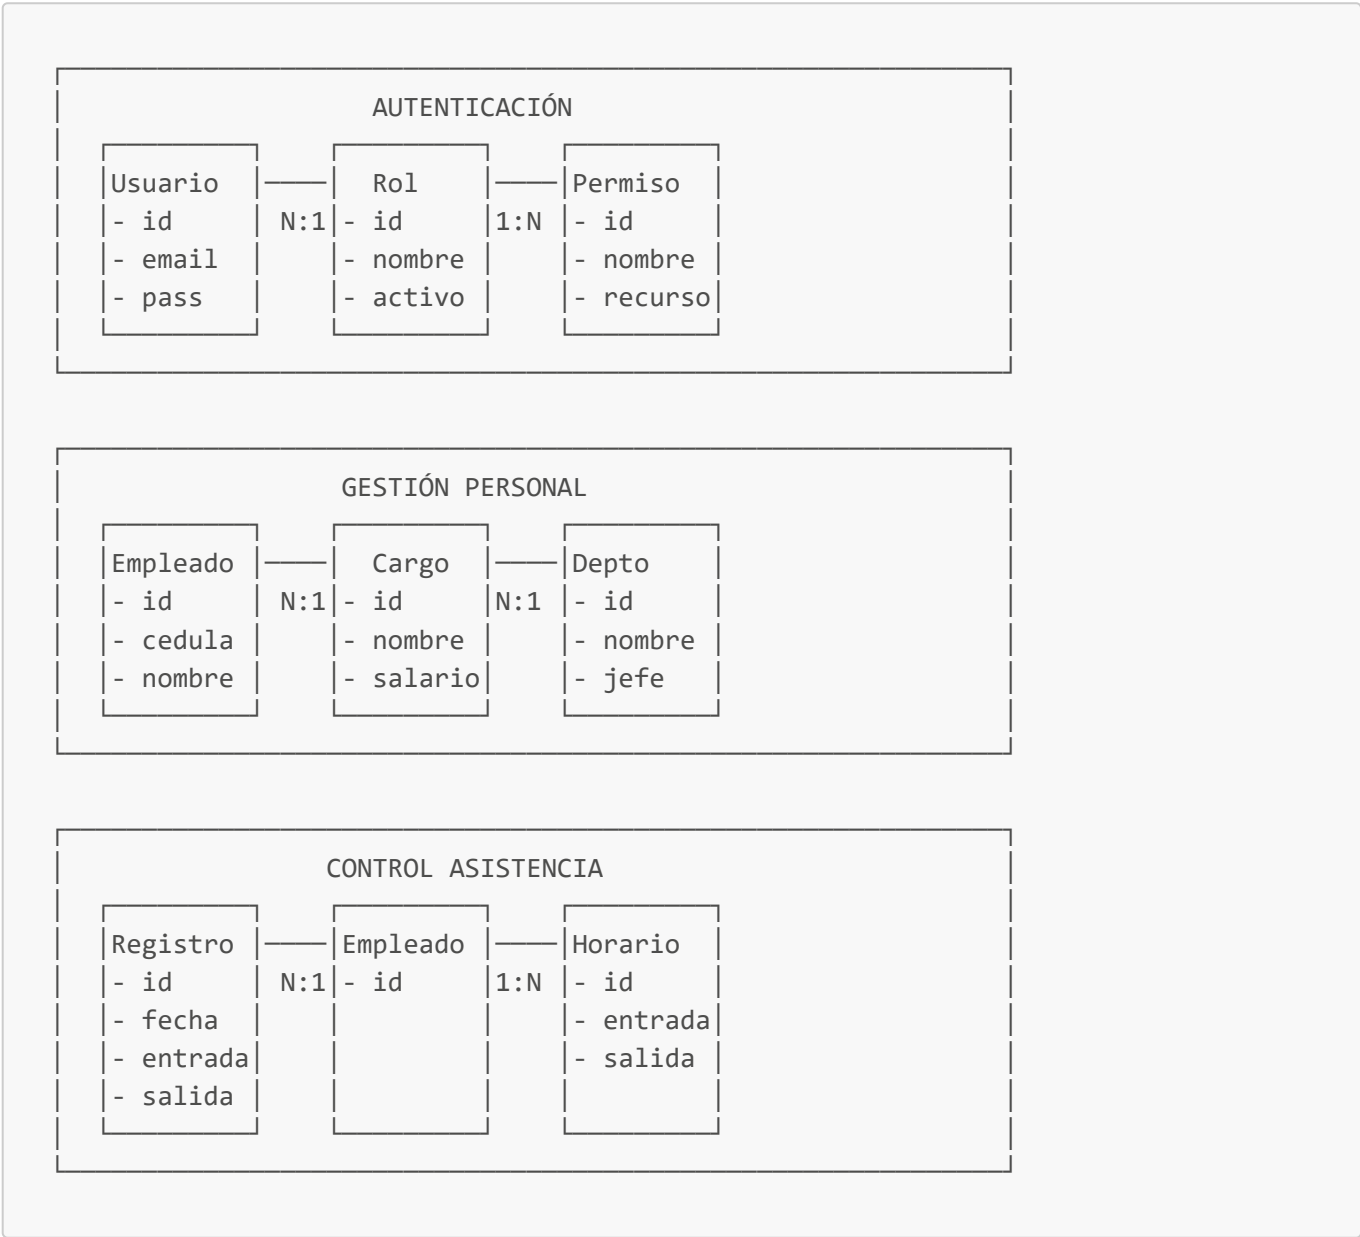 AUTENTICACIÓN
Usuario Rol Permiso
- id N:1 - id 1:N - id
- email - nombre - nombre
- pass - activo - recurso
GESTIÓN PERSONAL
Empleado Cargo Depto
- id N:1 - id N:1 - id
- cedula - nombre - nombre
- nombre - salario - jefe
CONTROL ASISTENCIA
Registro Empleado Horario
- id N:1 - id 1:N - id
- fecha - entrada
- entrada - salida
- salida